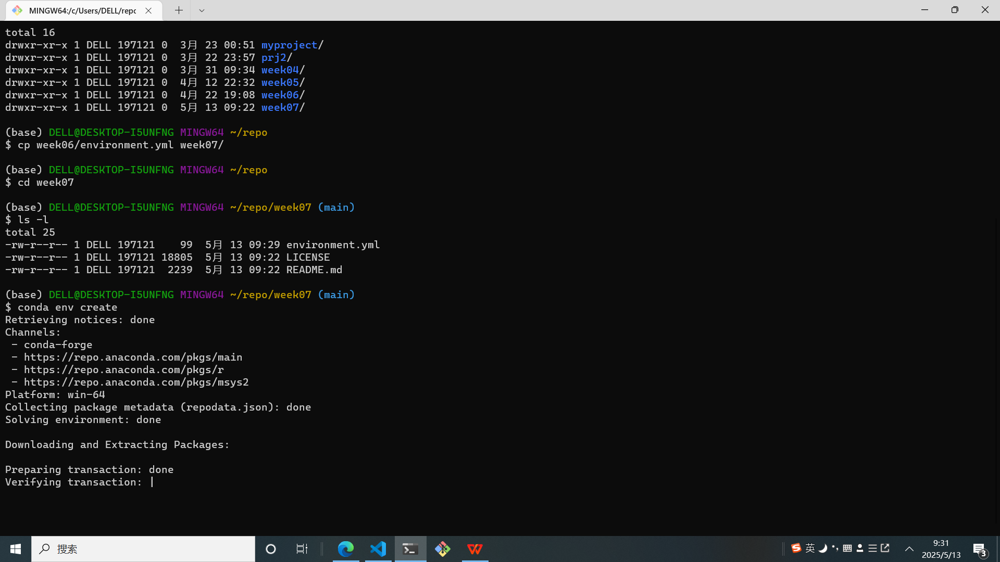 MINGW64:/c/Users/DELL/repo
total 16
drwxr-xr-x 1 DELL 197121 0  3月 23 00:51 myproject/
drwxr-xr-x 1 DELL 197121 0  3月 22 23:57 prj2/
drwxr-xr-x 1 DELL 197121 0  3月 31 09:34 week04/
drwxr-xr-x 1 DELL 197121 0  4月 12 22:32 week05/
drwxr-xr-x 1 DELL 197121 0  4月 22 19:08 week06/
drwxr-xr-x 1 DELL 197121 0  5月 13 09:22 week07/
(base) DELL@DESKTOP-I5UNFNG MINGW64 ~/repo
$ cp week06/environment.yml week07/
(base) DELL@DESKTOP-I5UNFNG MINGW64 ~/repo
$ cd week07
(base) DELL@DESKTOP-I5UNFNG MINGW64 ~/repo/week07 (main)
$ ls -l
total 25
-rw-r--r-- 1 DELL 197121    99  5月 13 09:29 environment.yml
-rw-r--r-- 1 DELL 197121 18805  5月 13 09:22 LICENSE
-rw-r--r-- 1 DELL 197121  2239  5月 13 09:22 README.md
(base) DELL@DESKTOP-I5UNFNG MINGW64 ~/repo/week07 (main)
$ conda env create
Retrieving notices: done
Channels:
 - conda-forge
 - https://repo.anaconda.com/pkgs/main
 - https://repo.anaconda.com/pkgs/r
 - https://repo.anaconda.com/pkgs/msys2
Platform: win-64
Collecting package metadata (repodata.json): done
Solving environment: done
Downloading and Extracting Packages:
Preparing transaction: done
Verifying transaction: |
搜索
英
9:31
2025/5/13
3